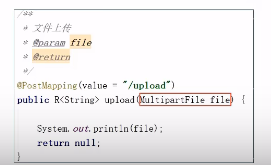 /**
* 文件上传
* @param file
* @return
*/
@PostMapping(value = "/upload")
public R<String> upload(MultipartFile file) {
System.out.println(file);
return null;
}